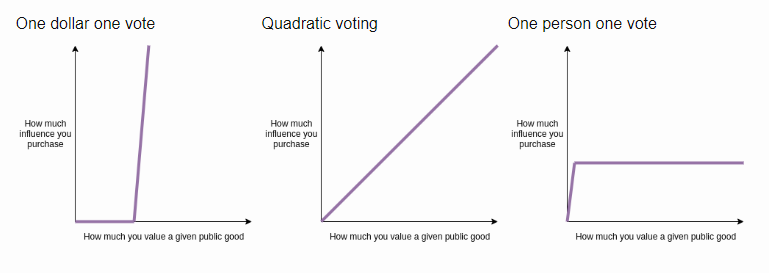 One dollar one vote
How much
influence you
purchase
How much you value a given public good
Quadratic voting
How much
influence you
purchase
How much you value a given public good
One person one vote
How much
influence you
purchase
How much you value a given public good